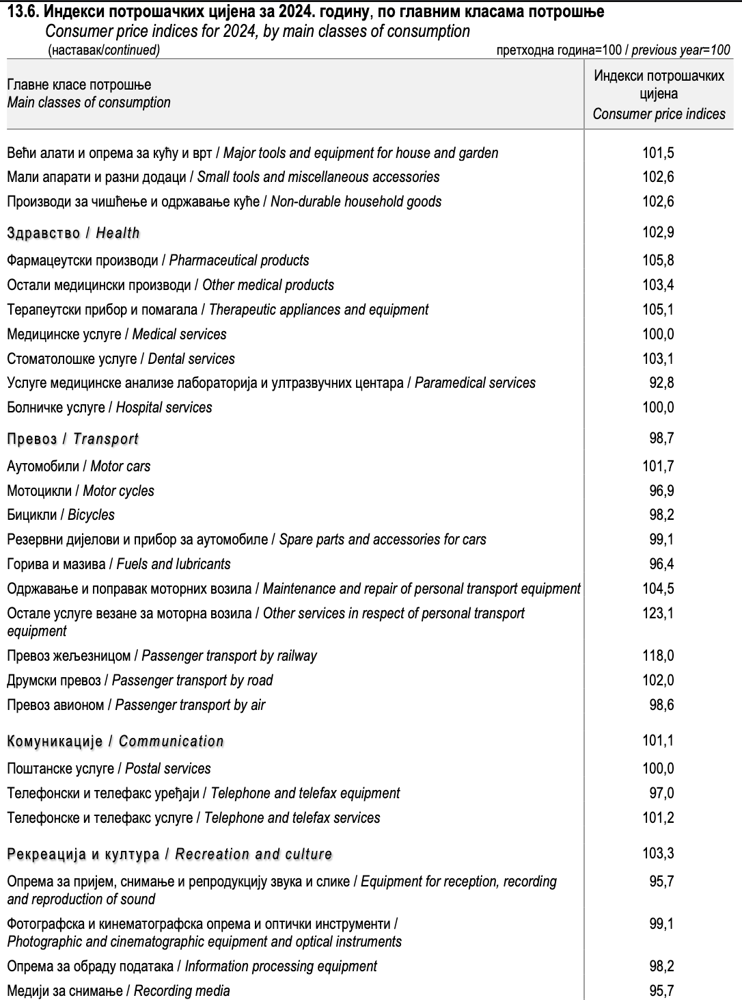 13.6. Индекси потрошачких цијена за 2024. годину, по главним класама потрошње
Consumer price indices for 2024, by main classes of consumption
(наставак/continued) претходна година=100 / previous year=100
Главне класе потрошње
Main classes of consumption
Индекси потрошачких
цијена
Consumer price indices
Већи алати и опрема за кућу и врт / Major tools and equipment for house and garden 101,5
Мали апарати и разни додаци / Small tools and miscellaneous accessories 102,6
Производи за чишћење и одржавање куће / Non-durable household goods 102,6
Здравство / Health 102,9
Фармацеутски производи / Pharmaceutical products 105,8
Остали медицински производи / Other medical products 103,4
Терапеутски прибор и помагала / Therapeutic appliances and equipment 105,1
Медицинске услуге / Medical services 100,0
Стоматолошке услуге / Dental services 103,1
Услуге медицинске анализе лабораторија и ултразвучних центара / Paramedical services 92,8
Болничке услуге / Hospital services 100,0
Превоз / Transport 98,7
Аутомобили / Motor cars 101,7
Мотоцикли / Motor cycles 96,9
Бицикли / Bicycles 98,2
Резервни дијелови и прибор за аутомобиле / Spare parts and accessories for cars 99,1
Горива и мазива / Fuels and lubricants 96,4
Одржавање и поправак моторних возила / Maintenance and repair of personal transport equipment 104,5
Остале услуге везане за моторна возила / Other services in respect of personal transport 123,1
equipment
Превоз жељезницом / Passenger transport by railway 118,0
Друмски превоз / Passenger transport by road 102,0
Превоз авионом / Passenger transport by air 98,6
Комуникације / Communication 101,1
Поштанске услуге / Postal services 100,0
Телефонски и телефакс уређаји / Telephone and telefax equipment 97,0
Телефонске и телефакс услуге / Telephone and telefax services 101,2
Рекреација и култура / Recreation and culture 103,3
Опрема за пријем, снимање и репродукцију звука и слике / Equipment for reception, recording 95,7
and reproduction of sound
Фотографска и кинематографска опрема и оптички инструменти / 99,1
Photographic and cinematographic equipment and optical instruments
Опрема за обраду података / Information processing equipment 98,2
Медији за снимање / Recording media 95,7